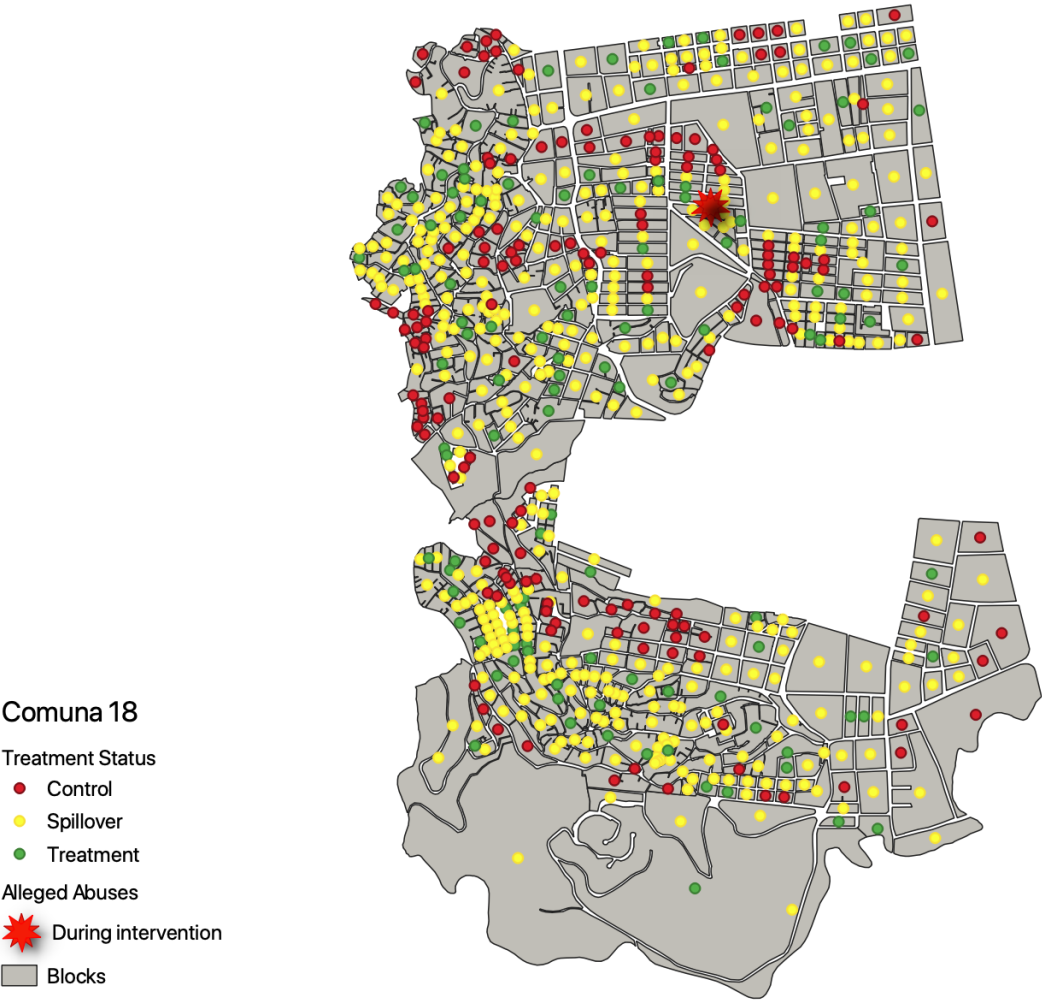 Comuna 18
Treatment Status
Control
Spillover
Treatment
Alleged Abuses
During intervention
Blocks